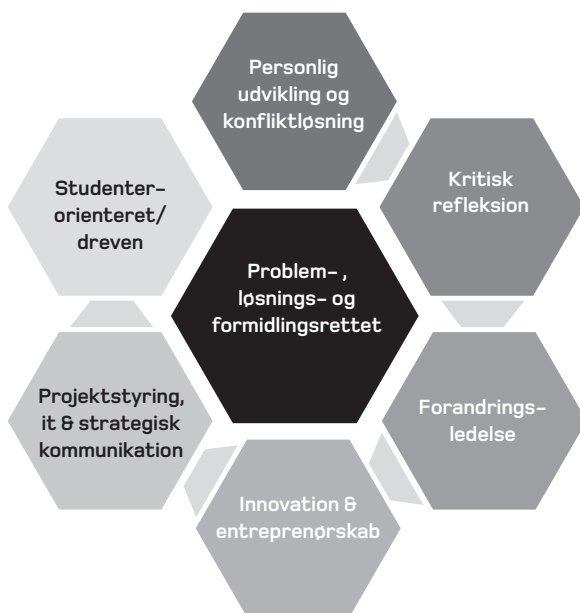 Personlig
udvikling og
konfliktløsning
Kritisk
refleksion
Forandrings-
ledelse
Innovation &
entreprenørskab
Projektstyring,
it & strategisk
kommunikation
Studenter-
orienteret/
dreven
Problem- ,
løsnings- og
formidlingsrettet